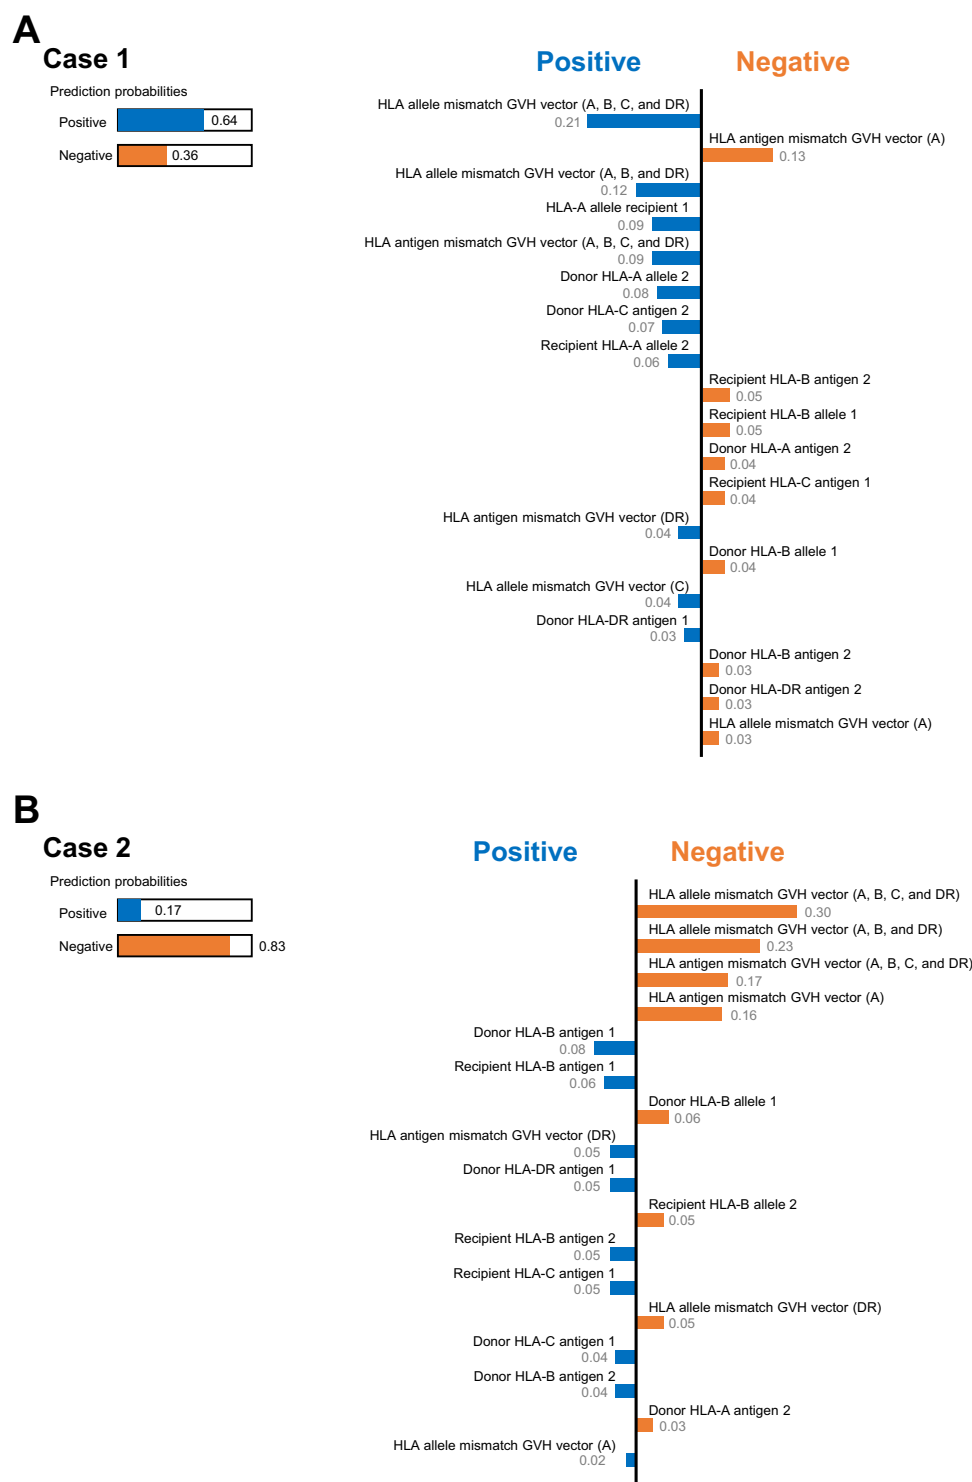 A
Case 1
Positive
Negative
Prediction probabilities
Positive
0.64
Negative
0.36
HLA allele mismatch GVH vector (A, B, C, and DR)
0.21
HLA antigen mismatch GVH vector (A)
0.13
HLA allele mismatch GVH vector (A, B, and DR)
0.12
HLA-A allele recipient 1
0.09
HLA antigen mismatch GVH vector (A, B, C, and DR)
0.09
Donor HLA-A allele 2
0.08
Donor HLA-C antigen 2
0.07
Recipient HLA-A allele 2
0.06
Recipient HLA-B antigen 2
0.05
Recipient HLA-B allele 1
0.05
Donor HLA-A antigen 2
0.04
Recipient HLA-C antigen 1
0.04
HLA antigen mismatch GVH vector (DR)
0.04
Donor HLA-B allele 1
0.04
HLA allele mismatch GVH vector (C)
0.04
Donor HLA-DR antigen 1
0.03
Donor HLA-B antigen 2
0.03
Donor HLA-DR antigen 2
0.03
HLA allele mismatch GVH vector (A)
0.03
B
Case 2
Positive
Negative
Prediction probabilities
Positive
0.17
Negative
0.83
HLA allele mismatch GVH vector (A, B, C, and DR)
0.30
HLA allele mismatch GVH vector (A, B, and DR)
0.23
HLA antigen mismatch GVH vector (A, B, C, and DR)
0.17
HLA antigen mismatch GVH vector (A)
0.16
Donor HLA-B antigen 1
0.08
Recipient HLA-B antigen 1
0.06
Donor HLA-B allele 1
0.06
HLA antigen mismatch GVH vector (DR)
0.05
Donor HLA-DR antigen 1
0.05
Recipient HLA-B allele 2
0.05
Recipient HLA-B antigen 2
0.05
Recipient HLA-C antigen 1
0.05
HLA allele mismatch GVH vector (DR)
0.05
Donor HLA-C antigen 1
0.04
Donor HLA-B antigen 2
0.04
Donor HLA-A antigen 2
0.03
HLA allele mismatch GVH vector (A)
0.02